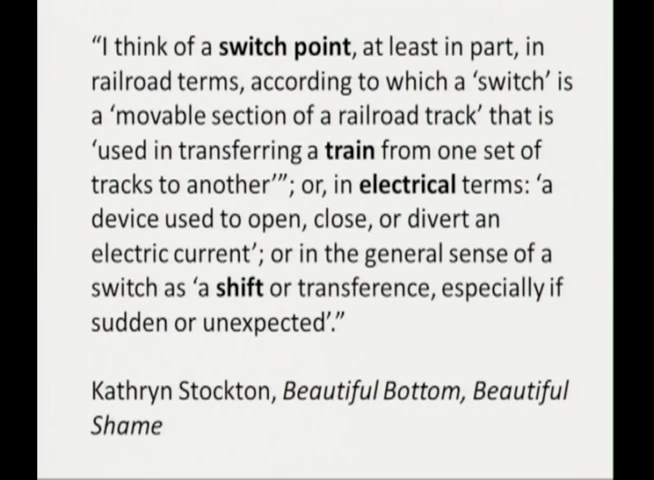 “I think of a switch point, at least in part, in
railroad terms, according to which a ‘switch’ is
a ‘movable section of a railroad track’ that is
‘used in transferring a train from one set of
tracks to another’”; or, in electrical terms: ‘a
device used to open, close, or divert an
electric current’; or in the general sense of a
switch as ‘a shift or transference, especially if
sudden or unexpected’.”
Kathryn Stockton, Beautiful Bottom, Beautiful
Shame